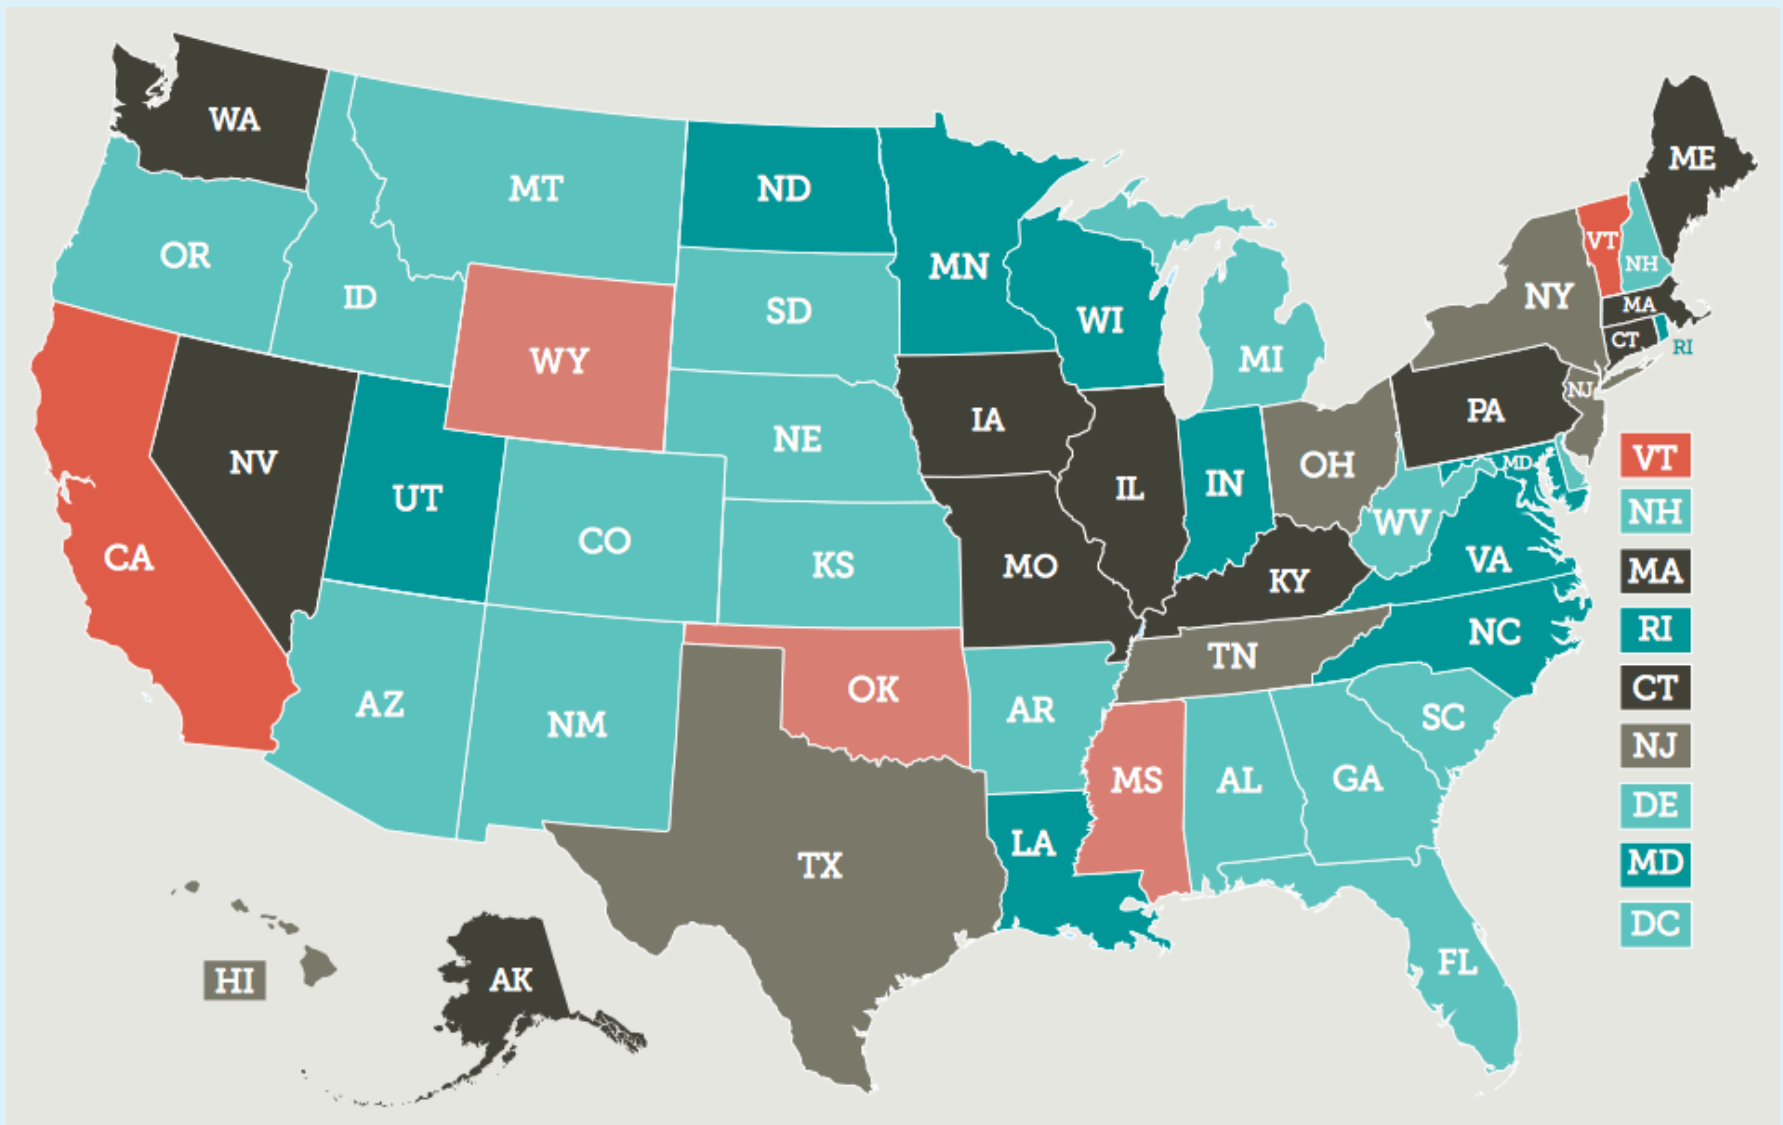 WA
MT
ND
MN
OR
ID
SD
WI
MI
WY
NE
IA
IL
IN
OH
PA
NY
VT
NH
ME
MA
CT
RI
NJ
NV
UT
CO
KS
MO
KY
WV
VA
MD
CA
AZ
NM
OK
AR
TN
NC
SC
TX
LA
MS
AL
GA
FL
HI
AK
VT
NH
MA
RI
CT
NJ
DE
MD
DC